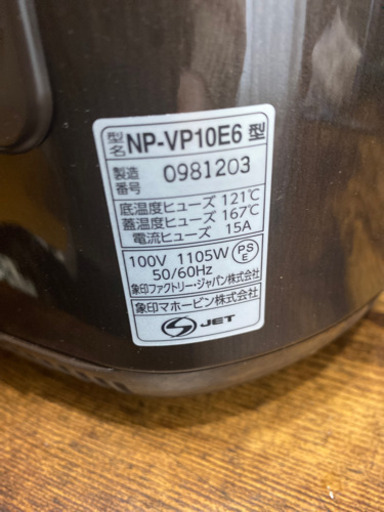 型名 NP-VP10E6 型
製造番号 0981203
底温度ヒューズ 121℃
蓋温度ヒューズ 167℃
電流ヒューズ 15A
100V 1105W
50/60Hz
PSE
象印ファクトリー・ジャパン株式会社
象印マホービン株式会社
JET